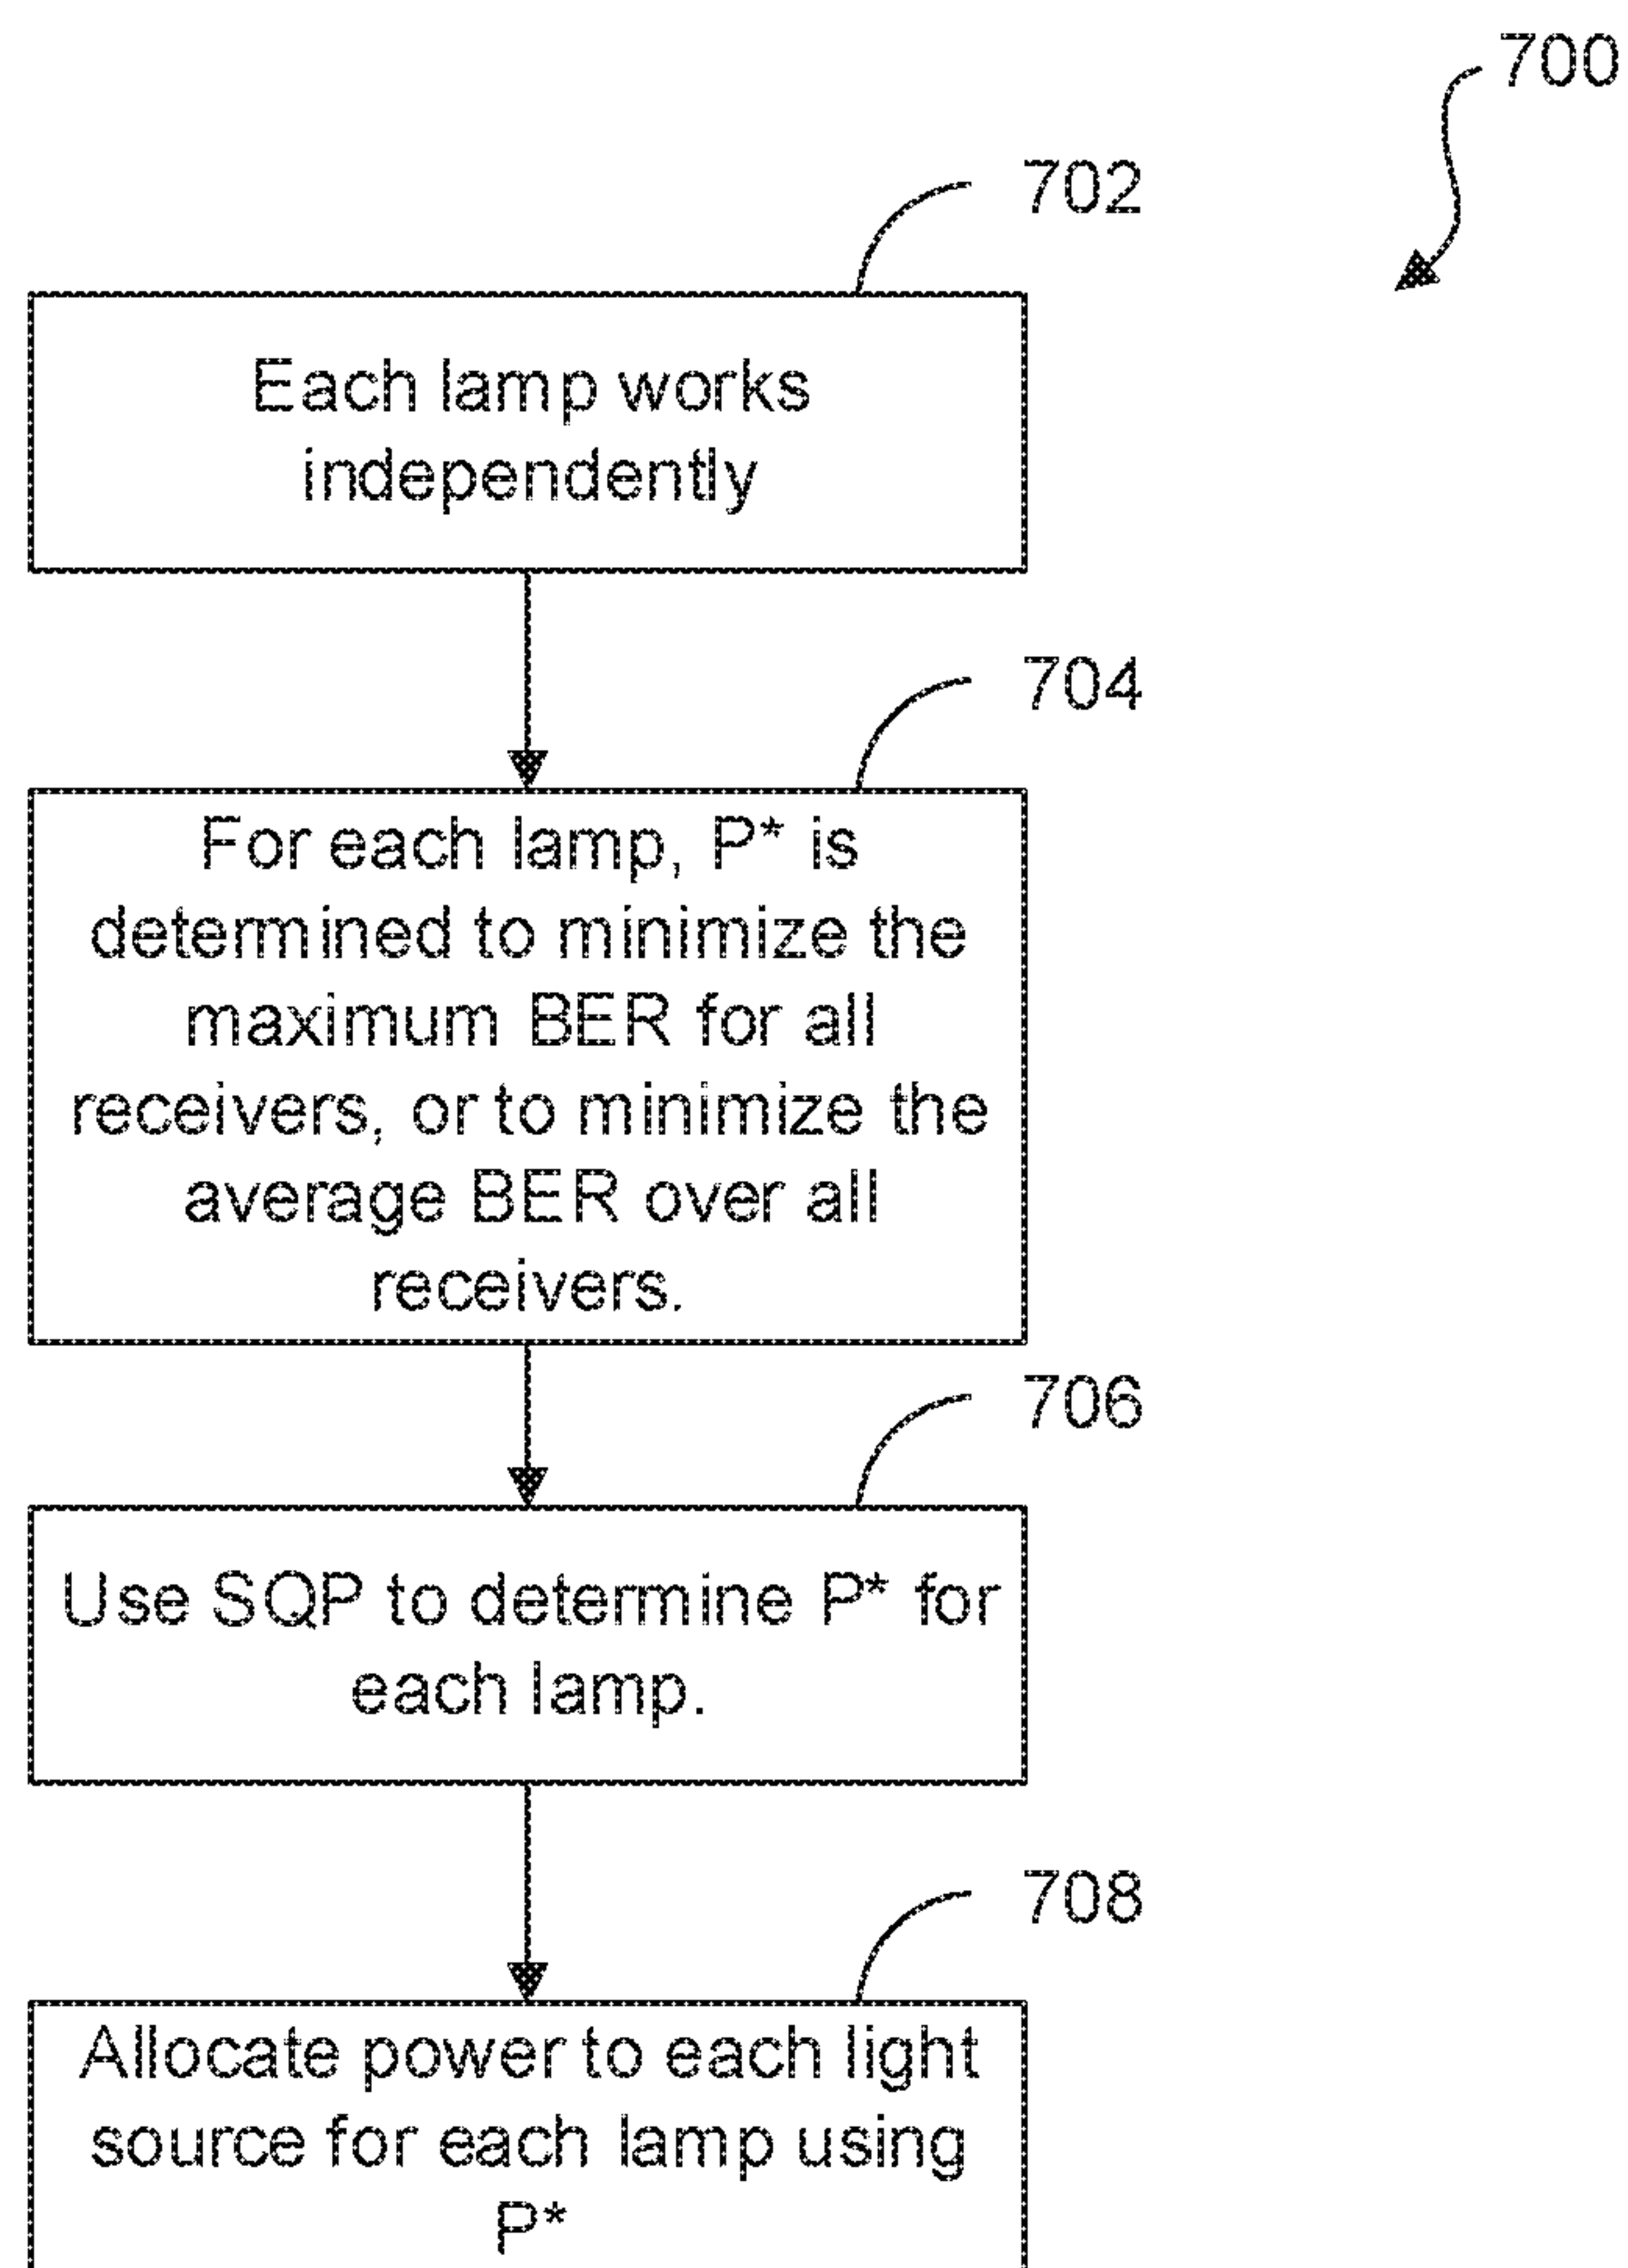 700
702
Each lamp works
independently
704
For each lamp, P* is
determined to minimize the
maximum BER for all
receivers, or to minimize the
average BER over all
receivers.
706
Use SQP to determine P* for
each lamp.
708
Allocate power to each light
source for each lamp using
P*